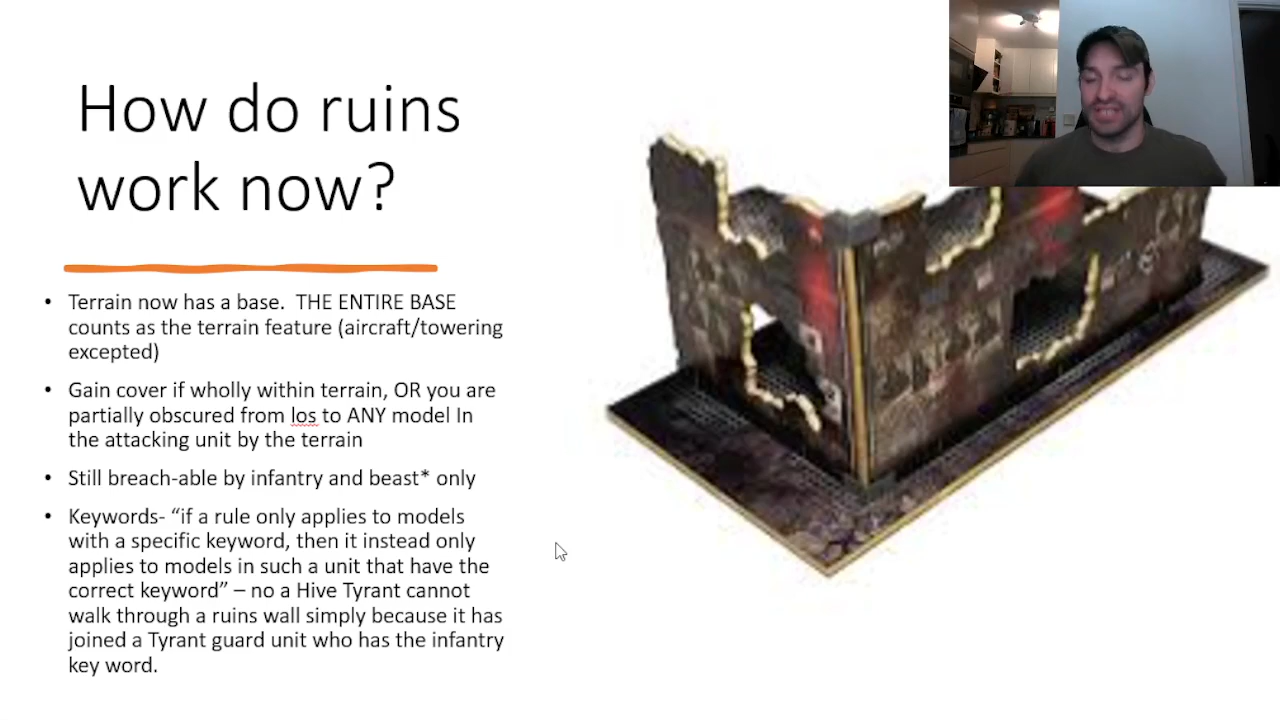 How do ruins
work now?
• Terrain now has a base.  THE ENTIRE BASE
counts as the terrain feature (aircraft/towering
excepted)
• Gain cover if wholly within terrain, OR you are
partially obscured from los to ANY model In
the attacking unit by the terrain
• Still breach-able by infantry and beast* only
• Keywords- “if a rule only applies to models
with a specific keyword, then it instead only
applies to models in such a unit that have the
correct keyword” – no a Hive Tyrant cannot
walk through a ruins wall simply because it has
joined a Tyrant guard unit who has the infantry
key word.